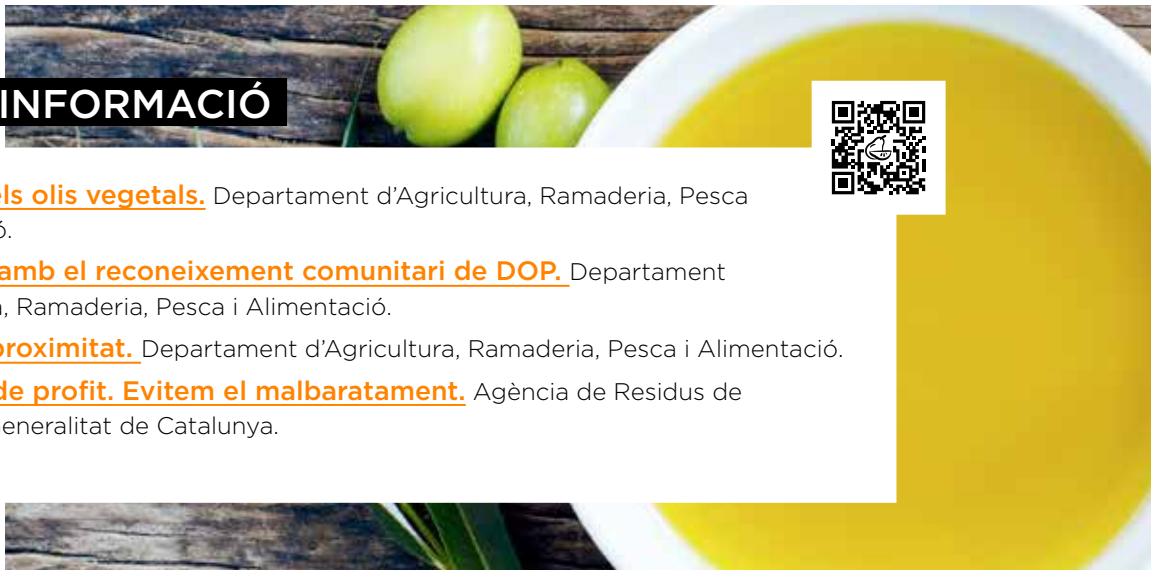 INFORMACIÓ
els olis vegetals. Departament d’Agricultura, Ramaderia, Pesca
ó.
amb el reconeixement comunitari de DOP. Departament
, Ramaderia, Pesca i Alimentació.
proximitat. Departament d’Agricultura, Ramaderia, Pesca i Alimentació.
de profit. Evitem el malbaratament. Agència de Residus de
Generalitat de Catalunya.